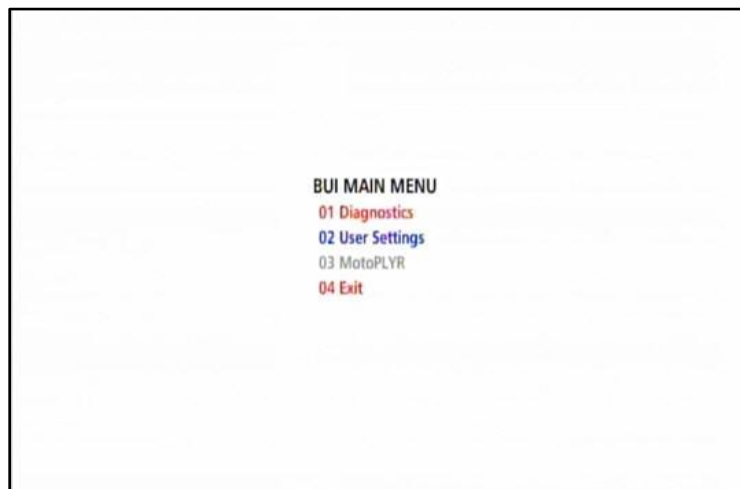 BUI MAIN MENU
01 Diagnostics
02 User Settings
03 MotoPLYR
04 Exit